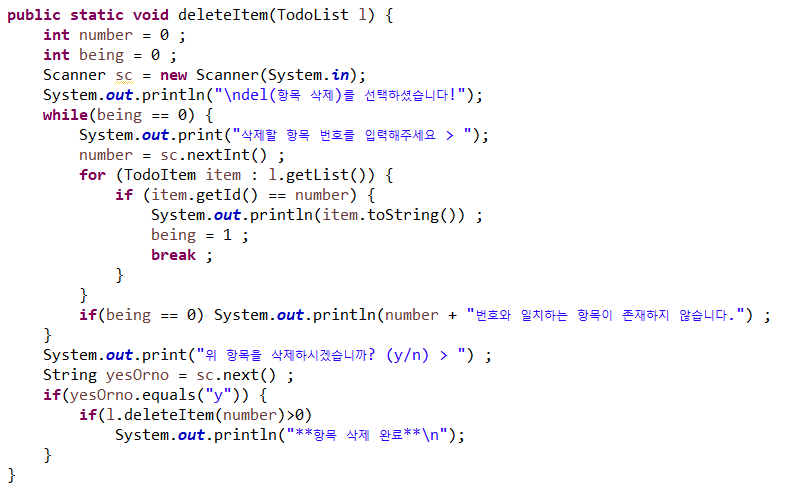 public static void deleteItem(TodoList l) {
    int number = 0 ;
    int being = 0 ;
    Scanner sc = new Scanner(System.in);
    System.out.println("\ndel(항목 삭제)를 선택하셨습니다!");
    while(being == 0) {
        System.out.print("삭제할 항목 번호를 입력해주세요 > ");
        number = sc.nextInt() ;
        for (TodoItem item : l.getList()) {
            if (item.getId() == number) {
                System.out.println(item.toString()) ;
                being = 1 ;
                break ;
            }
        }
        if(being == 0) System.out.println(number + "번호와 일치하는 항목이 존재하지 않습니다.") ;
    }
    System.out.print("위 항목을 삭제하시겠습니까? (y/n) > ") ;
    String yesOrno = sc.next() ;
    if(yesOrno.equals("y")) {
        if(l.deleteItem(number)>0)
            System.out.println("**항목 삭제 완료**\n");
    }
}